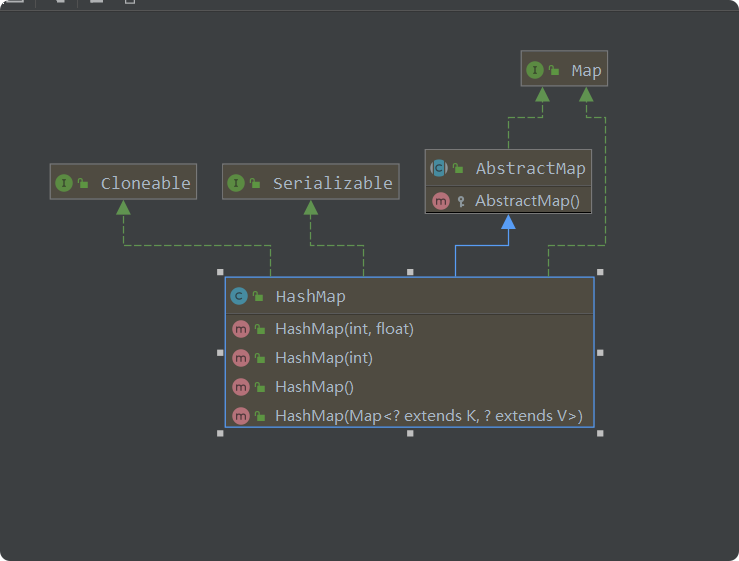 I Map
I Cloneable
I Serializable
C AbstractMap
m AbstractMap()
C HashMap
m HashMap(int, float)
m HashMap(int)
m HashMap()
m HashMap(Map<? extends K, ? extends V>)